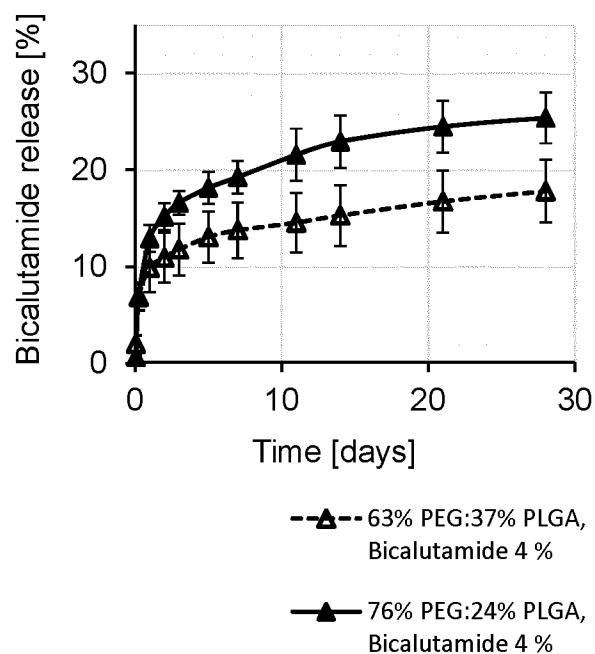 Bicalutamide release [%]
30
20
10
0
0 10 20 30
Time [days]
63% PEG:37% PLGA,
Bicalutamide 4 %
76% PEG:24% PLGA,
Bicalutamide 4 %